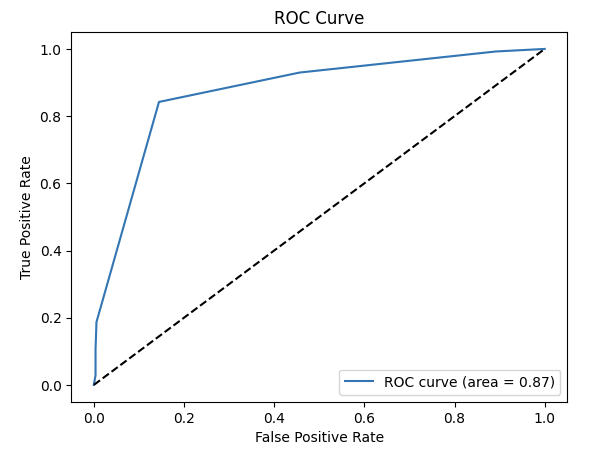 ROC Curve
1.0
0.8
0.6
0.4
0.2
0.0
True Positive Rate
0.0 0.2 0.4 0.6 0.8 1.0
False Positive Rate
ROC curve (area = 0.87)